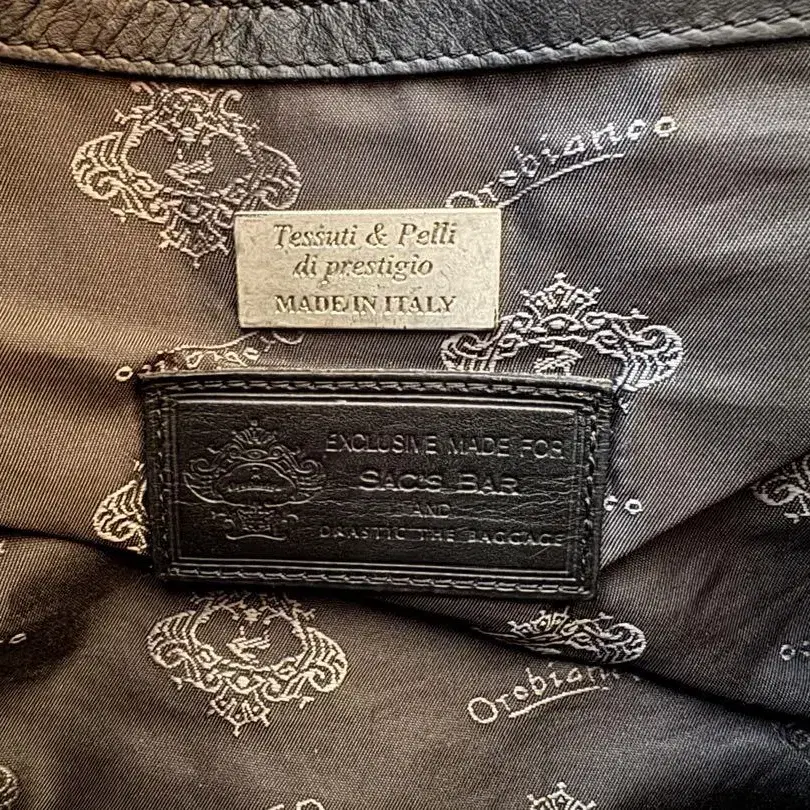 Orobianco
Tessuti & Pelli
di prestigio
MADE IN ITALY
EXCLUSIVE MADE FOR
SAC'S BAR
AND
DRASTIC THE BAGGAGE
Orobianco